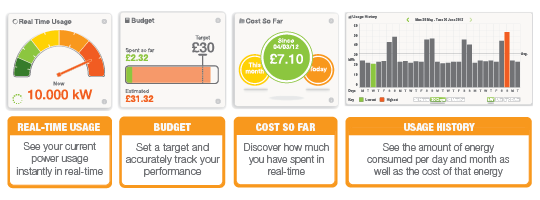 Real Time Usage
Now
10.000 kW
Budget
Target
£30
Spent so far
£2.32
Estimated
£31.32
Cost So Far
Since
04/03/12
£7.10
This
month
Today
Usage History
Avg.
Days
Key
Lowest
Highest
REAL-TIME USAGE
See your current
power usage
instantly in real-time
BUDGET
Set a target and
accurately track your
performance
COST SO FAR
Discover how much
you have spent in
real-time
USAGE HISTORY
See the amount of energy
consumed per day and month as
well as the cost of that energy